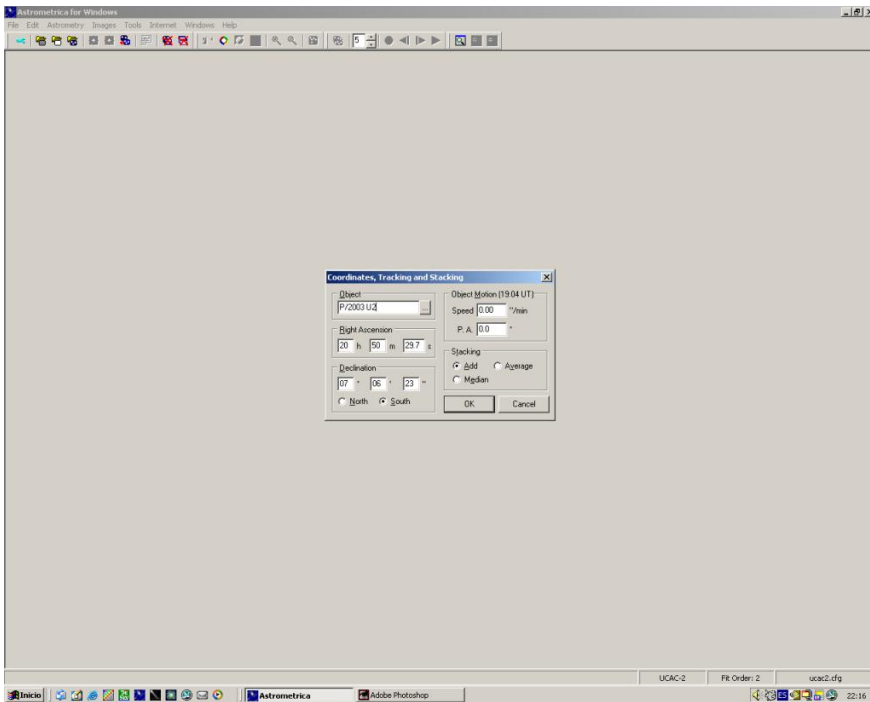 Astrometrica for Windows
File Edit Astrometry Images Tools Internet Windows Help
5
Coordinates, Tracking and Stacking
Object
P/2003 U2
...
Right Ascension
20 h 50 m 29.7 s
Declination
07 ° 06 ' 23 "
North South
Object Motion (19:04 UT)
Speed 0.00 "/min
P. A. 0.0 °
Stacking
Add Average
Median
OK Cancel
UCAC-2 Fit Order: 2 ucac2.cfg
Inicio Astrometrica Adobe Photoshop ES 22:16